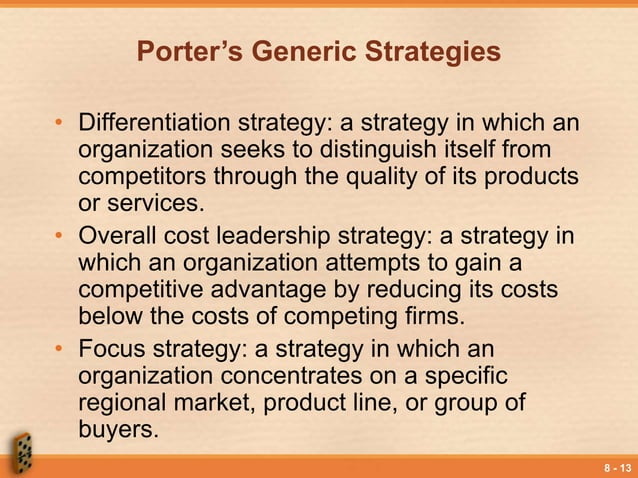 Porter’s Generic Strategies
• Differentiation strategy: a strategy in which an
organization seeks to distinguish itself from
competitors through the quality of its products
or services.
• Overall cost leadership strategy: a strategy in
which an organization attempts to gain a
competitive advantage by reducing its costs
below the costs of competing firms.
• Focus strategy: a strategy in which an
organization concentrates on a specific
regional market, product line, or group of
buyers.
8 - 13